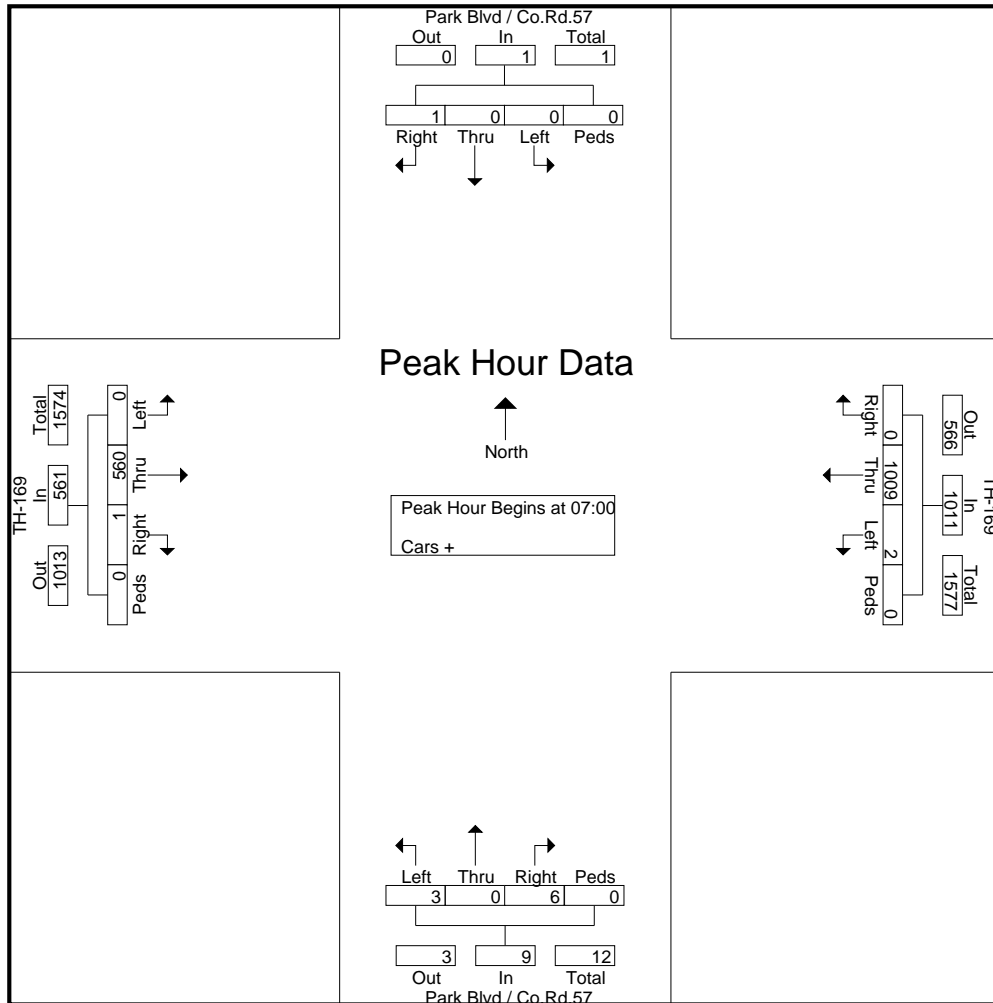 Park Blvd / Co.Rd.57
Out In Total
0 1 1
1 0 0 0
Right Thru Left Peds
Peak Hour Data
North
Peak Hour Begins at 07:00
Cars +
TH-169
Total In Out
1574 561 1013
0 560 1 0
Left Thru Right Peds
Right Thru Left Peds
0 1009 2 0
Out In Total
566 1011 1577
TH-169
Left Thru Right Peds
3 0 6 0
3 9 12
Out In Total
Park Blvd / Co.Rd.57